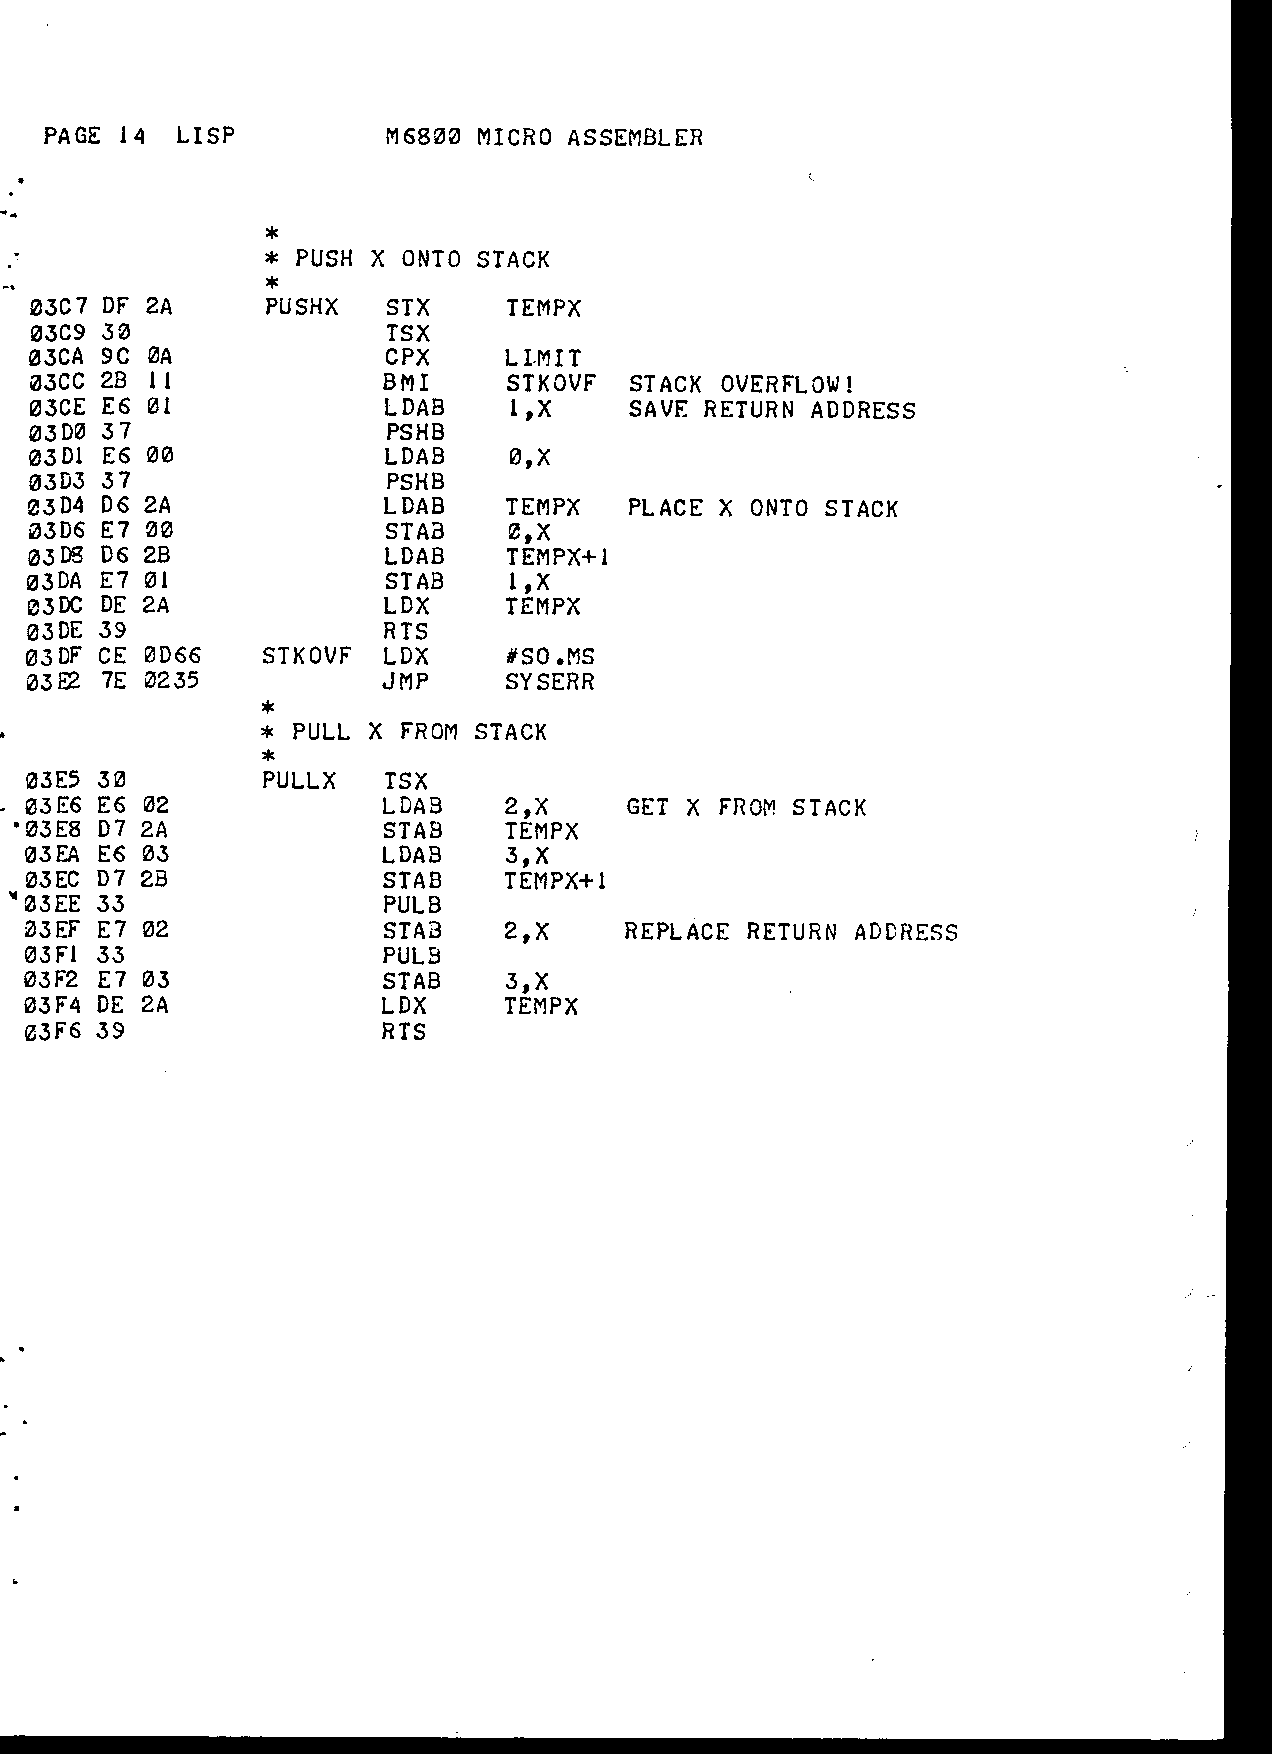 PAGE 14  LISP          M6800 MICRO ASSEMBLER
*
* PUSH X ONTO STACK
*
03C7 DF 2A      PUSHX   STX     TEMPX
03C9 30                 TSX
03CA 9C 0A              CPX     LIMIT
03CC 2B 11              BMI     STKOVF  STACK OVERFLOW!
03CE E6 01              LDAB    1,X     SAVE RETURN ADDRESS
03D0 37                 PSHB
03D1 E6 00              LDAB    0,X
03D3 37                 PSHB
03D4 D6 2A              LDAB    TEMPX   PLACE X ONTO STACK
03D6 E7 00              STAB    0,X
03D8 D6 2B              LDAB    TEMPX+1
03DA E7 01              STAB    1,X
03DC DE 2A              LDX     TEMPX
03DE 39                 RTS
03DF CE 0D66    STKOVF  LDX     #SO.MS
03E2 7E 0235            JMP     SYSERR
*
* PULL X FROM STACK
*
03E5 30         PULLX   TSX
03E6 E6 02              LDAB    2,X     GET X FROM STACK
03E8 D7 2A              STAB    TEMPX
03EA E6 03              LDAB    3,X
03EC D7 2B              STAB    TEMPX+1
03EE 33                 PULB
03EF E7 02              STAB    2,X     REPLACE RETURN ADDRESS
03F1 33                 PULB
03F2 E7 03              STAB    3,X
03F4 DE 2A              LDX     TEMPX
03F6 39                 RTS